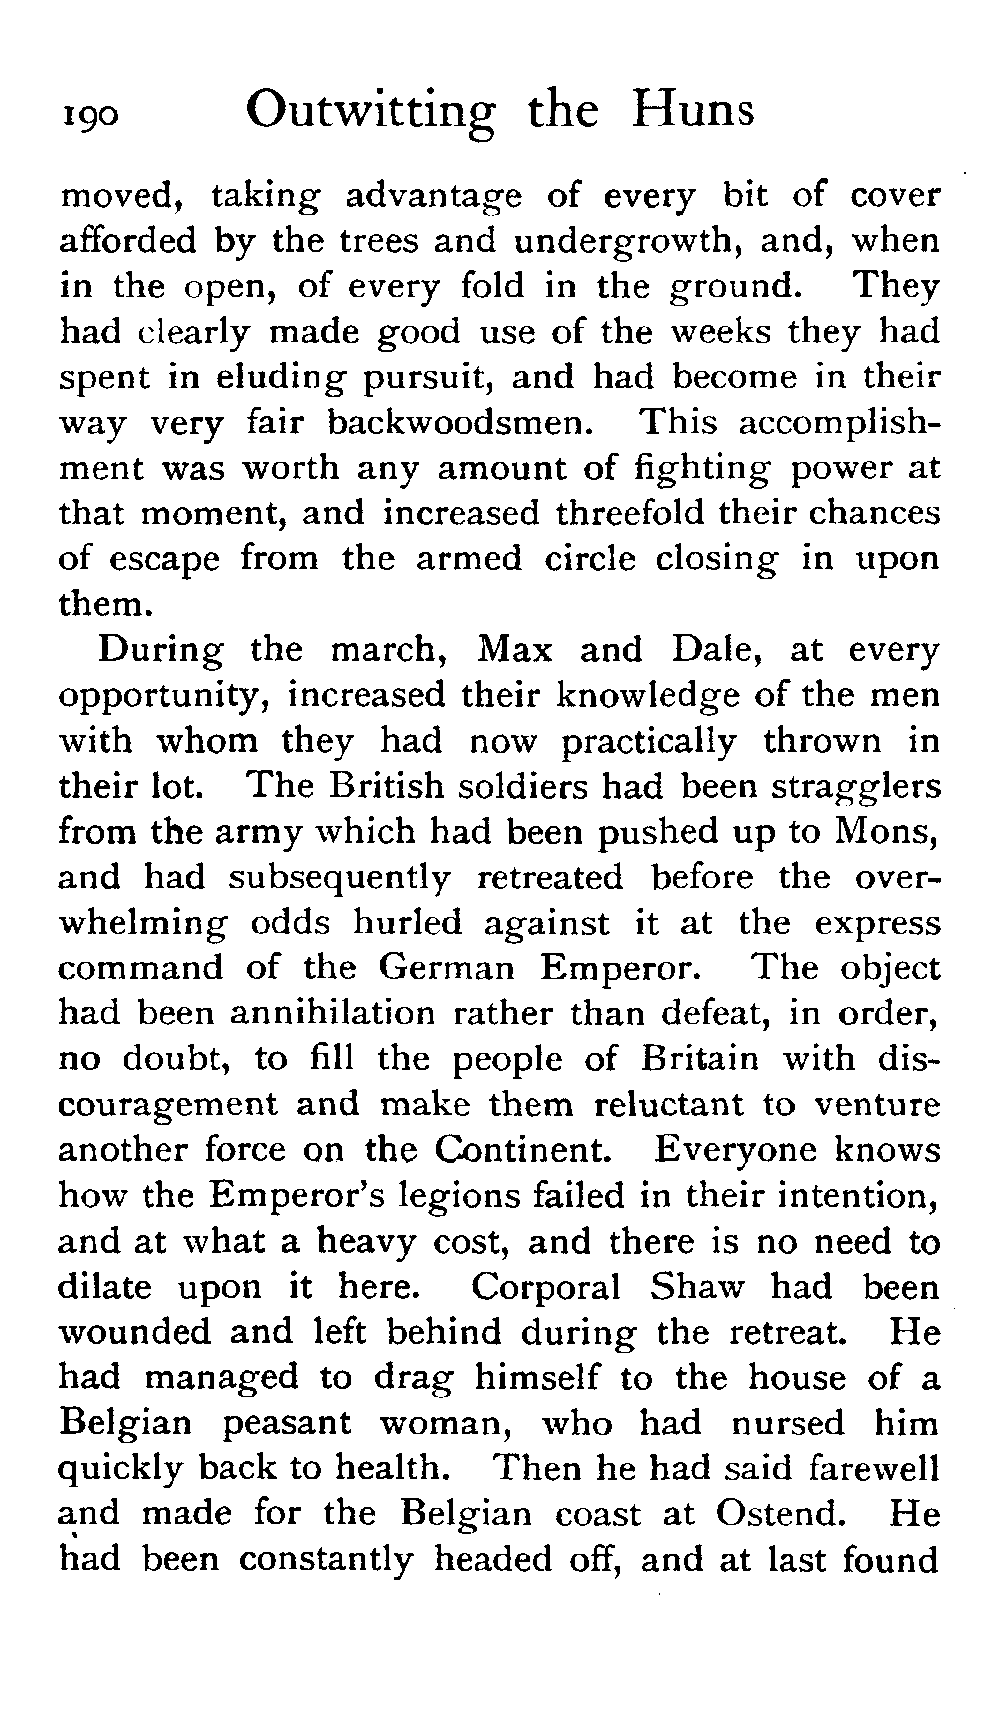 190 Outwitting the Huns
moved, taking advantage of every bit of cover
afforded by the trees and undergrowth, and, when
in the open, of every fold in the ground. They
had clearly made good use of the weeks they had
spent in eluding pursuit, and had become in their
way very fair backwoodsmen. This accomplish-
ment was worth any amount of fighting power at
that moment, and increased threefold their chances
of escape from the armed circle closing in upon
them.
During the march, Max and Dale, at every
opportunity, increased their knowledge of the men
with whom they had now practically thrown in
their lot. The British soldiers had been stragglers
from the army which had been pushed up to Mons,
and had subsequently retreated before the over-
whelming odds hurled against it at the express
command of the German Emperor. The object
had been annihilation rather than defeat, in order,
no doubt, to fill the people of Britain with dis-
couragement and make them reluctant to venture
another force on the Continent. Everyone knows
how the Emperor's legions failed in their intention,
and at what a heavy cost, and there is no need to
dilate upon it here. Corporal Shaw had been
wounded and left behind during the retreat. He
had managed to drag himself to the house of a
Belgian peasant woman, who had nursed him
quickly back to health. Then he had said farewell
and made for the Belgian coast at Ostend. He
had been constantly headed off, and at last found